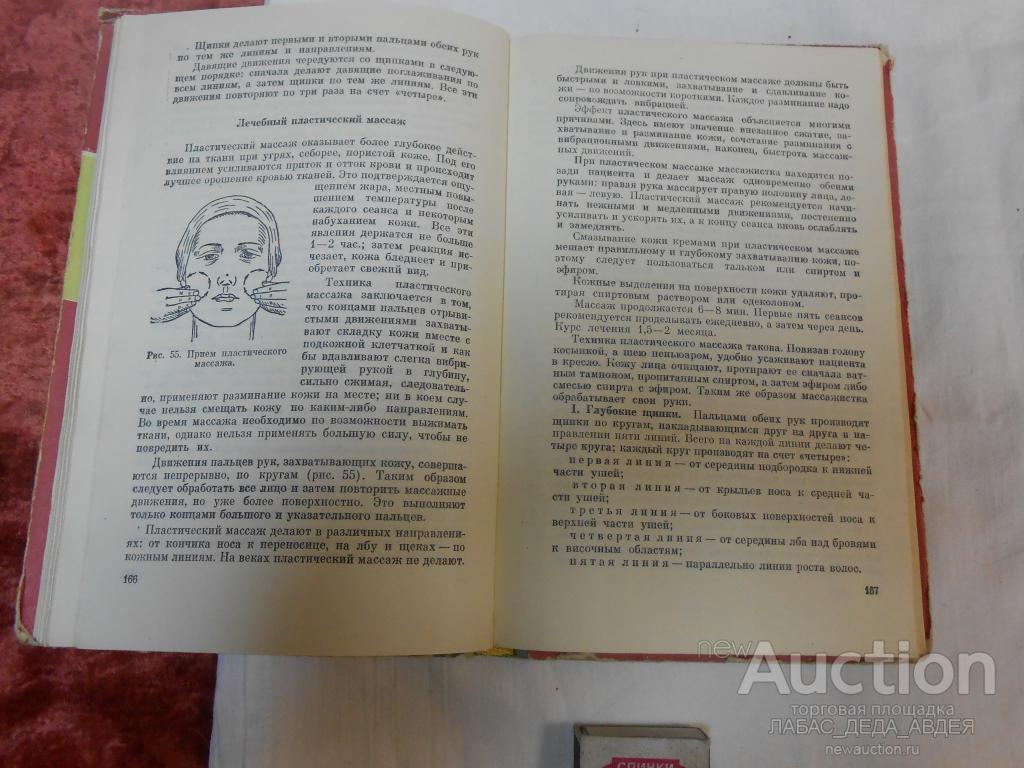 Щипки делают первыми и вторыми пальцами обеих рук
по тем же линиям и направлениям.
Давящие движения чередуются со щипками в следую-
щем порядке: сначала делают давящие поглаживания по
всем линиям, а затем щипки по тем же линиям. Все эти
движения повторяют по три раза на счет «четыре».
Лечебный пластический массаж
Пластический массаж оказывает более глубокое дейст-
вие на ткани при угрях, себорее, пористой коже. Под его
влиянием усиливаются приток и отток крови и происходит
лучшее орошение кровью тканей. Это подтверждается ощу-
щением жара, местным повы-
шением температуры после
каждого сеанса и некоторым
набуханием кожи. Все эти
явления держатся не больше
1—2 час.; затем реакция ис-
чезает, кожа бледнеет и при-
обретает свежий вид.
Техника пластического
массажа заключается в том,
что концами пальцев отрыви-
стыми движениями захваты-
вают складку кожи вместе с
подкожной клетчаткой и как
бы вдавливают слегка вибри-
рующей рукой в глубину,
сильно сжимая, следователь-
Рис. 55. Прием пластического
массажа.
но, применяют разминание кожи на месте; ни в коем слу-
чае нельзя смещать кожу по каким-либо направлениям.
Во время массажа необходимо по возможности выжимать
ткани, однако нельзя применять большую силу, чтобы не
повредить их.
Движения пальцев рук, захватывающих кожу, соверша-
ются непрерывно, по кругам (рис. 55). Таким образом
следует обработать все лицо и затем повторить массажные
движения, но уже более поверхностно. Это выполняют
только концами большого и указательного пальцев.
Пластический массаж делают в различных направлени-
ях: от кончика носа к переносице, на лбу и щеках — по
кожным линиям. На веках пластический массаж не делают.
166
Движения рук при пластическом массаже должны быть
быстрыми и ловкими, захватывание и сдавливание ко-
жи — по возможности короткими. Каждое разминание надо
сопровождать вибрацией.
Эффект пластического массажа объясняется многими
причинами. Здесь имеют значение внезапное сжатие, за-
хватывание и разминание кожи, сочетание разминания с
вибрационными движениями, наконец, быстрота массаж-
ных движений.
При пластическом массаже массажистка находится по-
зади пациента и делает массаж одновременно обеими
руками: правая рука массирует правую половину лица, ле-
вая — левую. Пластический массаж рекомендуется начи-
нать нежными и медленными движениями, постепенно
усиливать и ускорять их, а к концу сеанса вновь ослаблять
и замедлять.
Смазывание кожи кремами при пластическом массаже
мешает правильному и глубокому захватыванию кожи, по-
этому следует пользоваться тальком или спиртом и
эфиром.
Кожные выделения на поверхности кожи удаляют, про-
тирая спиртовым раствором или одеколоном.
Массаж продолжается 6—8 мин. Первые пять сеансов
рекомендуется проделывать ежедневно, а затем через день.
Курс лечения 1,5—2 месяца.
Техника пластического массажа такова. Повязав голову
косынкой, а шею пеньюаром, удобно усаживают пациента
в кресло. Кожу лица очищают, протирают ее сначала ват-
ным тампоном, пропитанным спиртом, а затем эфиром либо
смесью спирта с эфиром. Таким же образом массажистка
обрабатывает свои руки.
1. Глубокие щипки. Пальцами обеих рук производят
щипки по кругам, накладывающимся друг на друга в на-
правлении пяти линий. Всего на каждой линии делают че-
тыре круга; каждый круг производят на счет «четыре»:
первая линия — от середины подбородка к нижней
части ушей;
вторая линия — от крыльев носа к средней ча-
сти ушей;
третья линия — от боковых поверхностей носа к
верхней части ушей;
четвертая линия — от середины лба над бровями
к височным областям;
пятая линия — параллельно линии роста волос.
167
newAuction
торговая площадка
ЛАБАС_ДЕДА_АВДЕЯ
newauction.ru
СПИЧКИ